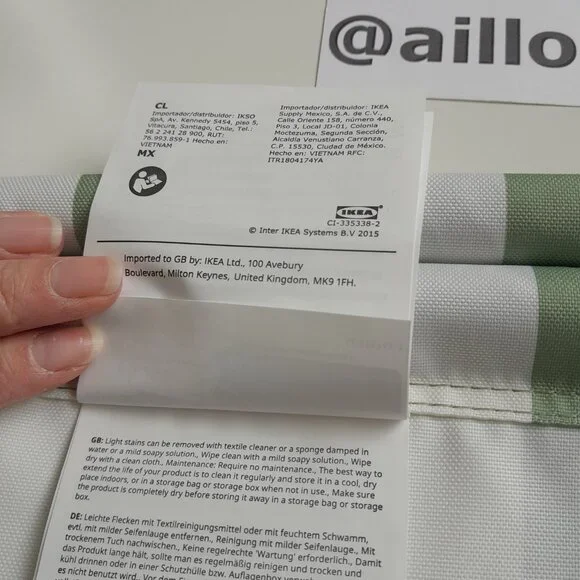 @aillo
CL
Importador/distribuidor: IKSO
SpA, Av. Kennedy 5454, piso 5,
Vitacura, Santiago, Chile, Tel.:
56 2 241 28 900, RUT:
76.993.859-1 Hecho en:
VIETNAM
MX
Importador/distribuidor: IKEA
Supply Mexico, S.A. de C.V.,
Calle Oriente 158, número 440,
Piso 3, Local JD-01, Colonia
Moctezuma, Segunda Sección,
Alcaldía Venustiano Carranza,
C.P. 15530, Ciudad de México.
Hecho en: VIETNAM RFC:
ITR1804174YA
IKEA
CI-335338-2
© Inter IKEA Systems B.V 2015
Imported to GB by: IKEA Ltd., 100 Avebury
Boulevard, Milton Keynes, United Kingdom, MK9 1FH.
GB: Light stains can be removed with textile cleaner or a sponge damped in
water or a mild soapy solution., Wipe clean with a mild soapy solution., Wipe
dry with a clean cloth., Maintenance: Require no maintenance., The best way to
extend the life of your product is to clean it regularly and store it in a cool, dry
place indoors, or in a storage bag or storage box when not in use., Make sure
the product is completely dry before storing it away in a storage bag or storage
box.
DE: Leichte Flecken mit Textilreinigungsmittel oder mit feuchtem Schwamm,
evtl. mit milder Seifenlauge entfernen., Reinigung mit milder Seifenlauge., Mit
trockenem Tuch nachwischen., Keine regelrechte 'Wartung' erforderlich., Damit
das Produkt lange hält, sollte man es regelmäßig reinigen und trocken und
kühl drinnen oder in einer Schutzhülle bzw. Auflagenbox
es nicht benutzt wird., Vor dem